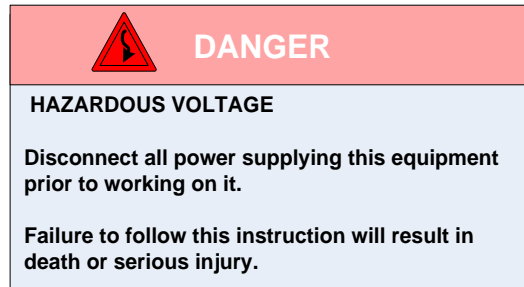 DANGER
HAZARDOUS VOLTAGE
Disconnect all power supplying this equipment
prior to working on it.
Failure to follow this instruction will result in
death or serious injury.